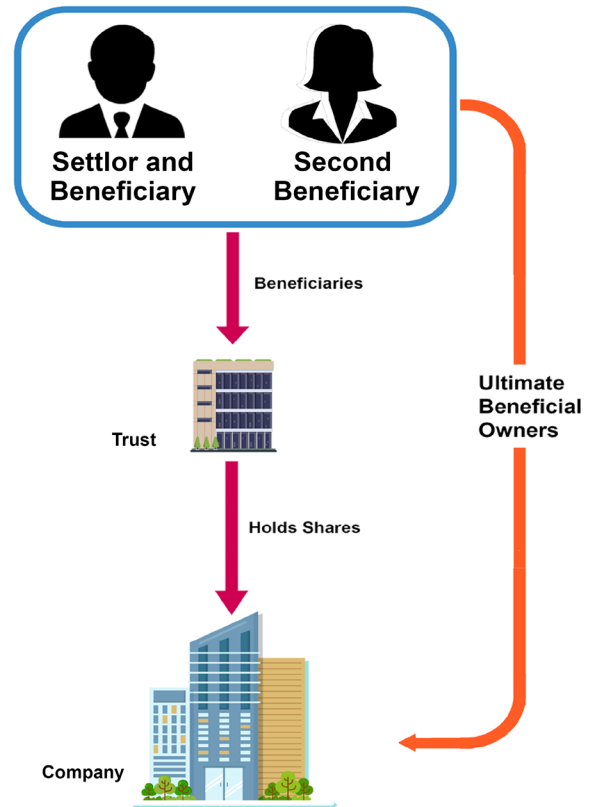 Settlor and
Beneficiary
Second
Beneficiary
Beneficiaries
Ultimate
Beneficial
Owners
Trust
Holds Shares
Company